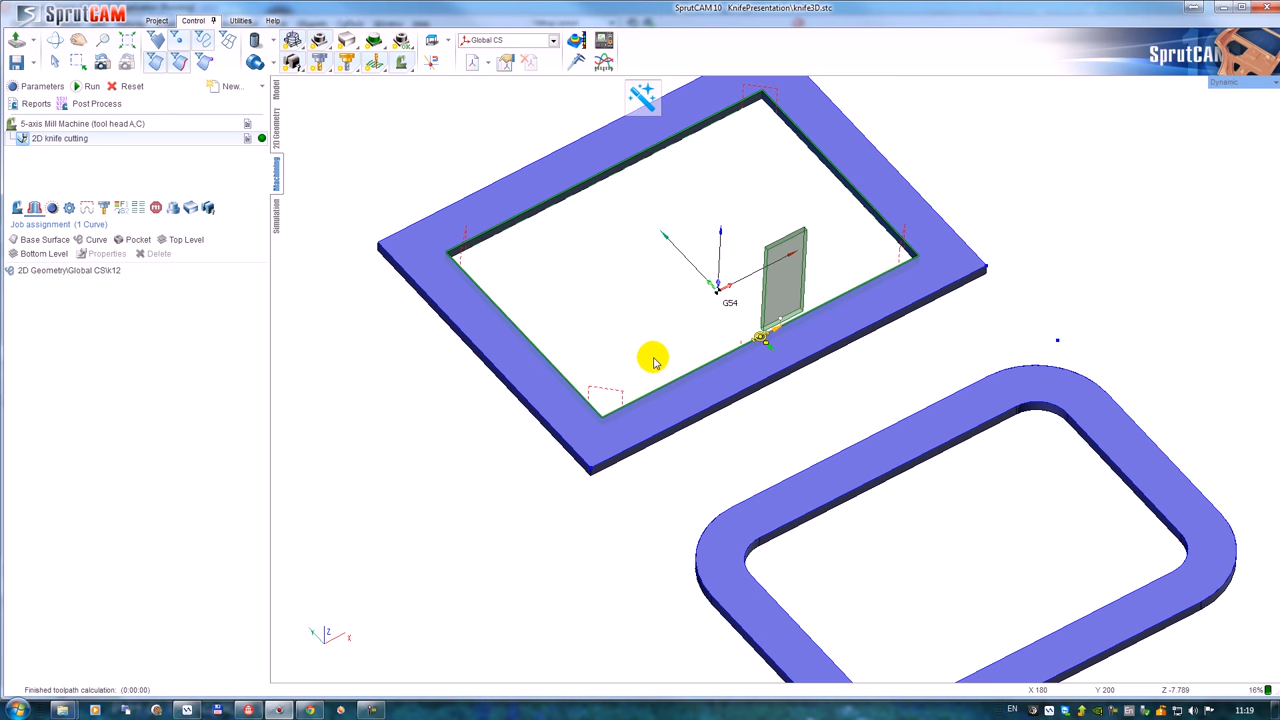 SprutCAM 10 - KnifePresentation\knife3D.stc
SprutCAM
Project Control Utilities Help
Global CS
SprutCA
Dynamic
Parameters Run Reset New...
Reports Post Process
5-axis Mill Machine (tool head A,C)
2D knife cutting
Model
2D Geometry
Machining
Simulation
Job assignment (1 Curve)
Base Surface Curve Pocket Top Level
Bottom Level Properties Delete
2D Geometry\Global CS\k12
G54
Z
Y
X
Finished toolpath calculation: (0:00:00)
X 180 Y 200 Z -7.789 16%
EN 11:19